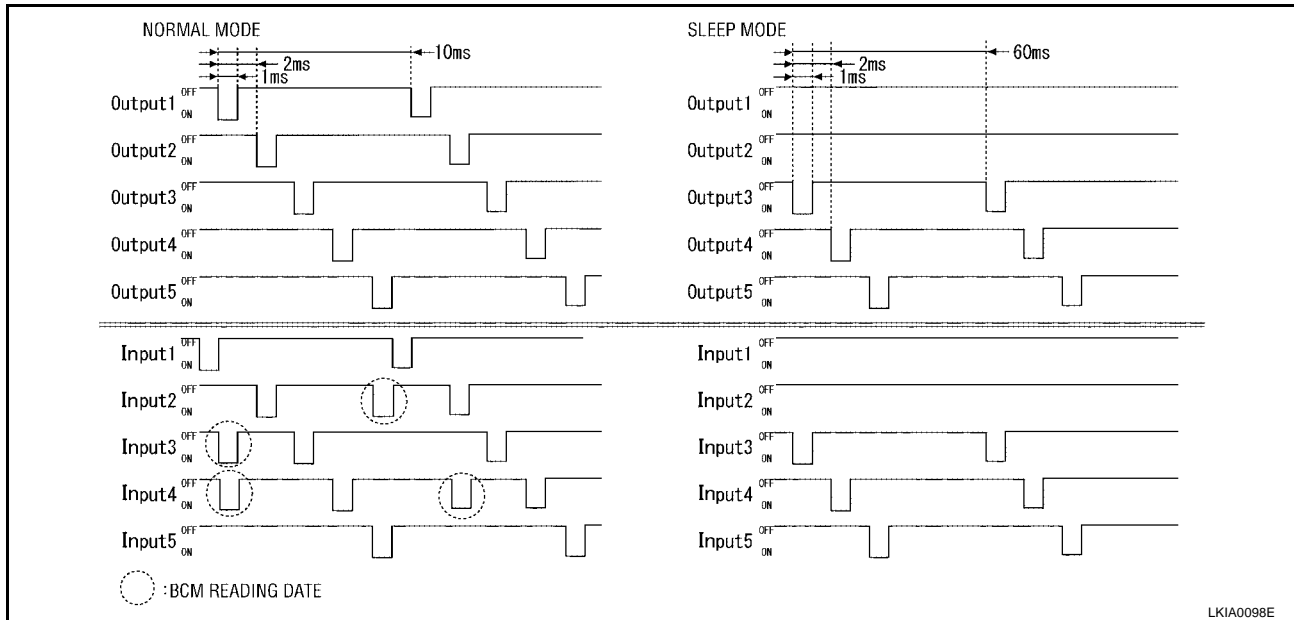 NORMAL MODE
10ms
2ms
1ms
Output1 OFF ON
Output2 OFF ON
Output3 OFF ON
Output4 OFF ON
Output5 OFF ON
Input1 OFF ON
Input2 OFF ON
Input3 OFF ON
Input4 OFF ON
Input5 OFF ON
:BCM READING DATE
SLEEP MODE
60ms
2ms
1ms
Output1 OFF ON
Output2 OFF ON
Output3 OFF ON
Output4 OFF ON
Output5 OFF ON
Input1 OFF ON
Input2 OFF ON
Input3 OFF ON
Input4 OFF ON
Input5 OFF ON
LKIA0098E